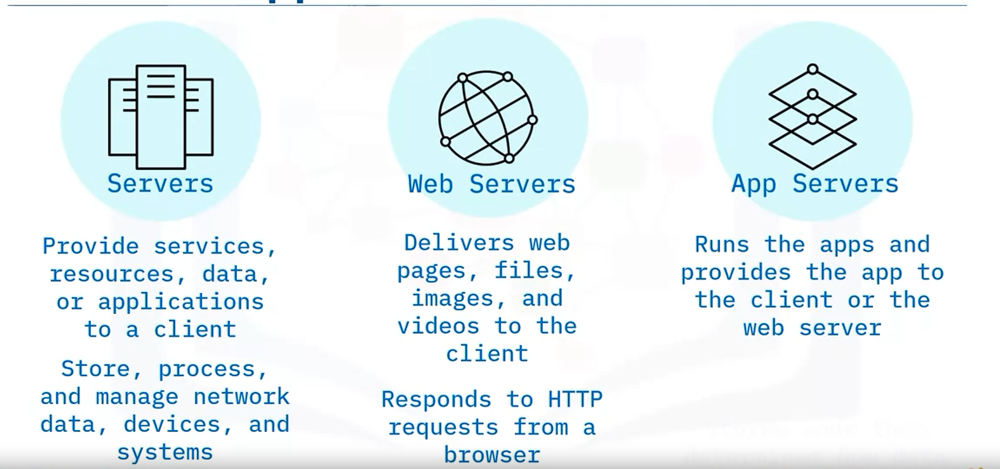 Servers
Provide services,
resources, data,
or applications
to a client
Store, process,
and manage network
data, devices, and
systems
Web Servers
Delivers web
pages, files,
images, and
videos to the
client
Responds to HTTP
requests from a
browser
App Servers
Runs the apps and
provides the app to
the client or the
web server